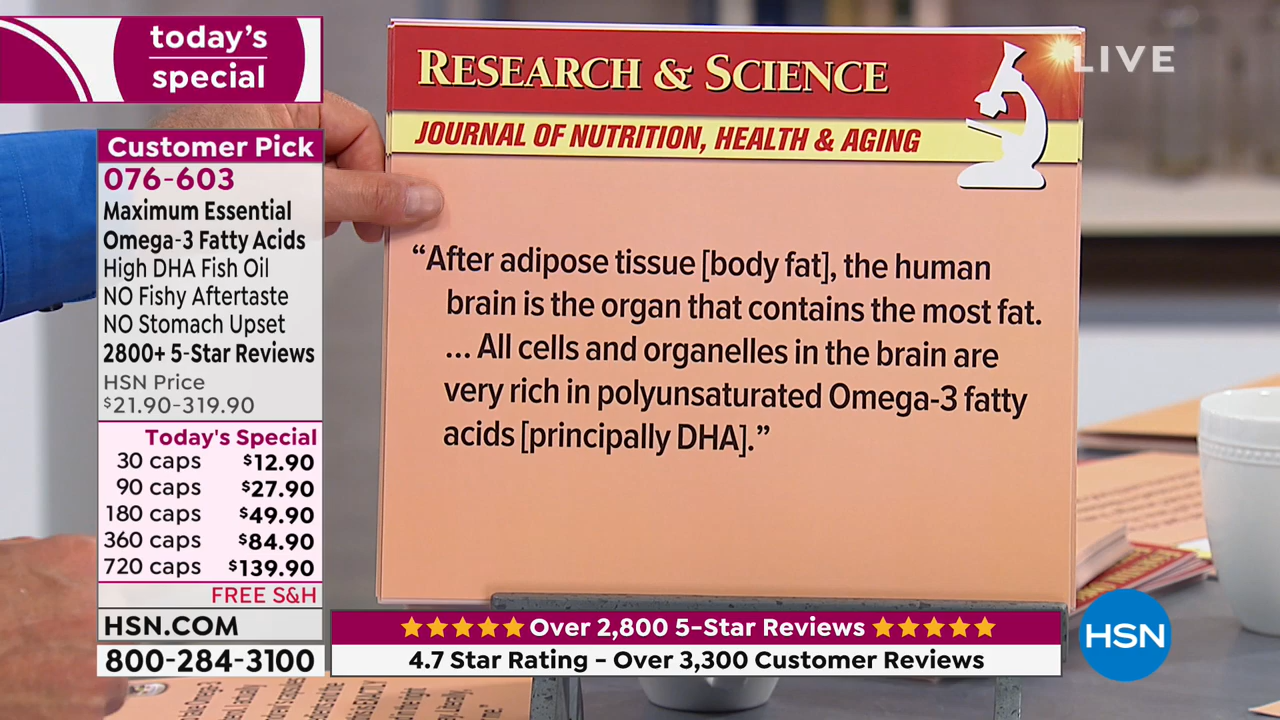 today's
special
Customer Pick
076-603
Maximum Essential
Omega-3 Fatty Acids
High DHA Fish Oil
NO Fishy Aftertaste
NO Stomach Upset
2800+ 5-Star Reviews
HSN Price
$21.90-319.90
Today's Special
30 caps $12.90
90 caps $27.90
180 caps $49.90
360 caps $84.90
720 caps $139.90
FREE S&H
HSN.COM
800-284-3100
RESEARCH & SCIENCE
JOURNAL OF NUTRITION, HEALTH & AGING
“After adipose tissue [body fat], the human
brain is the organ that contains the most fat.
... All cells and organelles in the brain are
very rich in polyunsaturated Omega-3 fatty
acids [principally DHA].”
LIVE
Over 2,800 5-Star Reviews
4.7 Star Rating – Over 3,300 Customer Reviews
HSN